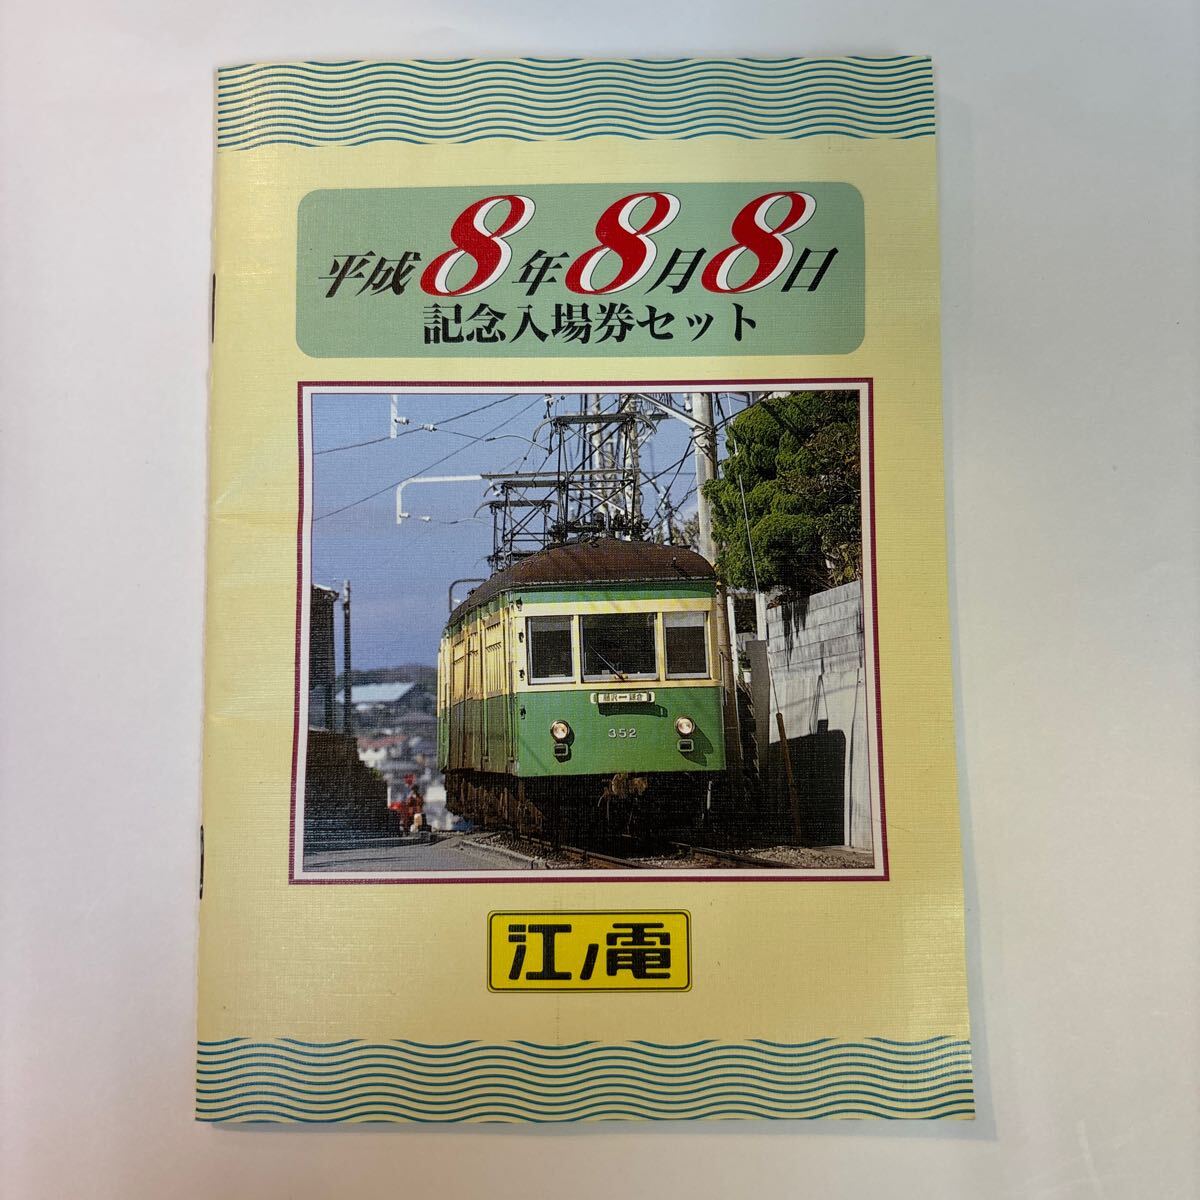 平成8年8月8日
記念入場券セット
藤沢一鎌倉
352
江ノ電